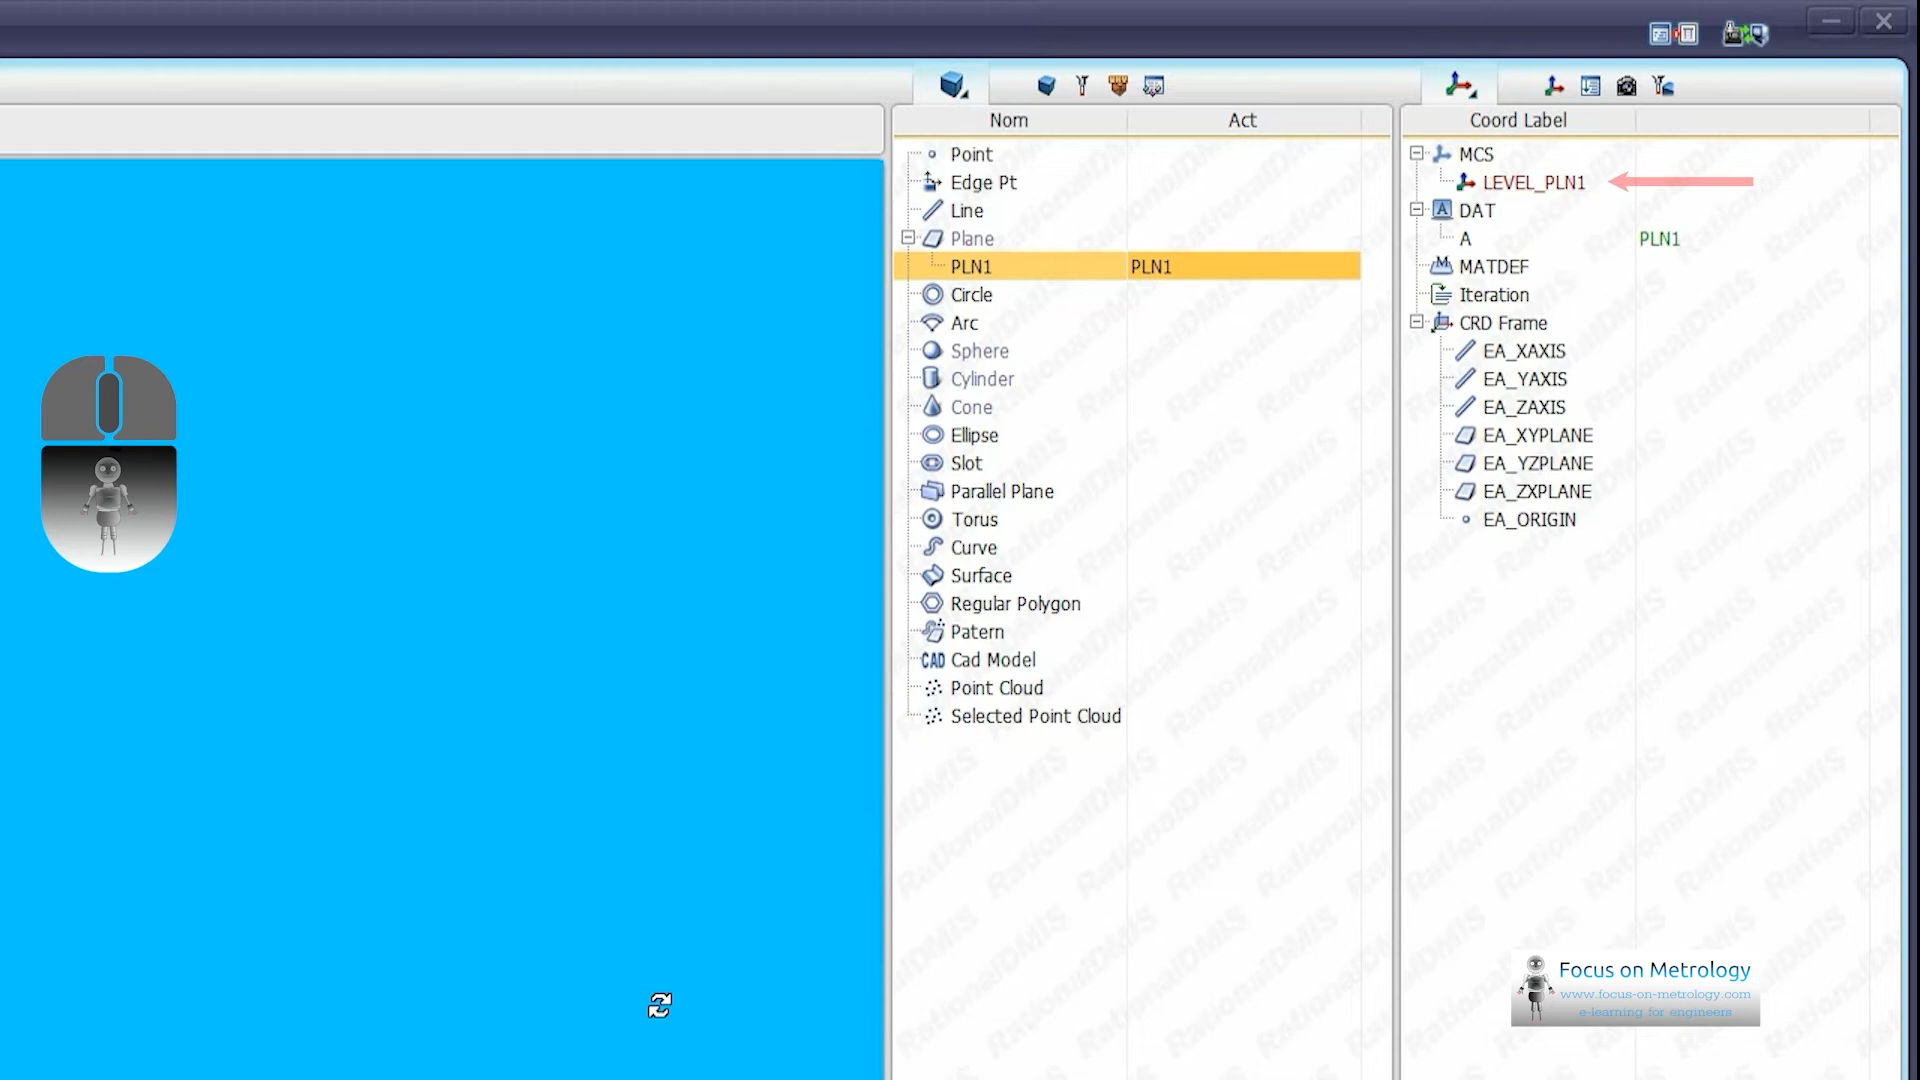 Nom Act
Point
Edge Pt
Line
Plane
PLN1 PLN1
Circle
Arc
Sphere
Cylinder
Cone
Ellipse
Slot
Parallel Plane
Torus
Curve
Surface
Regular Polygon
Patern
CAD Cad Model
Point Cloud
Selected Point Cloud
Coord Label
MCS
LEVEL_PLN1
A DAT
A PLN1
M MATDEF
Iteration
CRD Frame
EA_XAXIS
EA_YAXIS
EA_ZAXIS
EA_XYPLANE
EA_YZPLANE
EA_ZXPLANE
EA_ORIGIN
RationalDMIS
Focus on Metrology
www.focus-on-metrology.com
e-learning for engineers